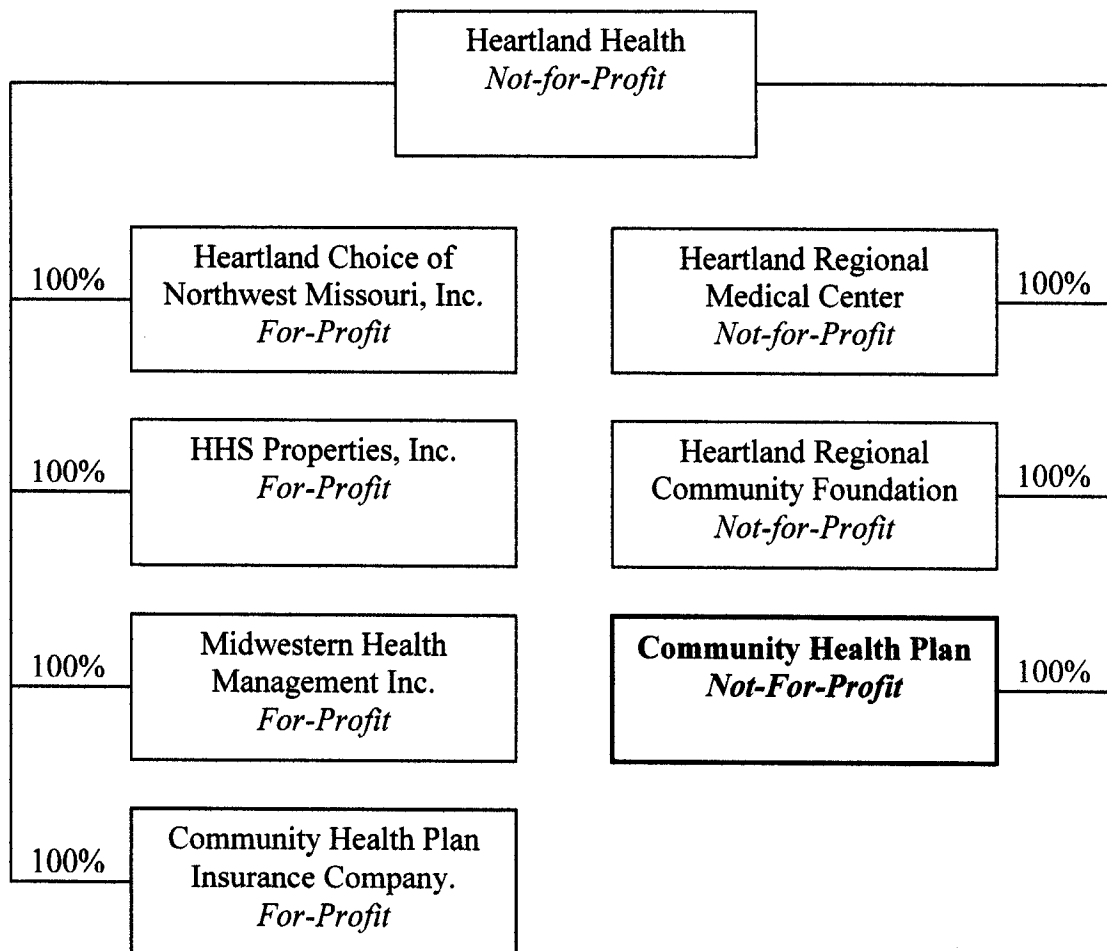 Heartland Health
Not-for-Profit
100%
Heartland Choice of
Northwest Missouri, Inc.
For-Profit
Heartland Regional
Medical Center
Not-for-Profit
100%
100%
HHS Properties, Inc.
For-Profit
Heartland Regional
Community Foundation
Not-for-Profit
100%
100%
Midwestern Health
Management Inc.
For-Profit
Community Health Plan
Not-For-Profit
100%
100%
Community Health Plan
Insurance Company.
For-Profit